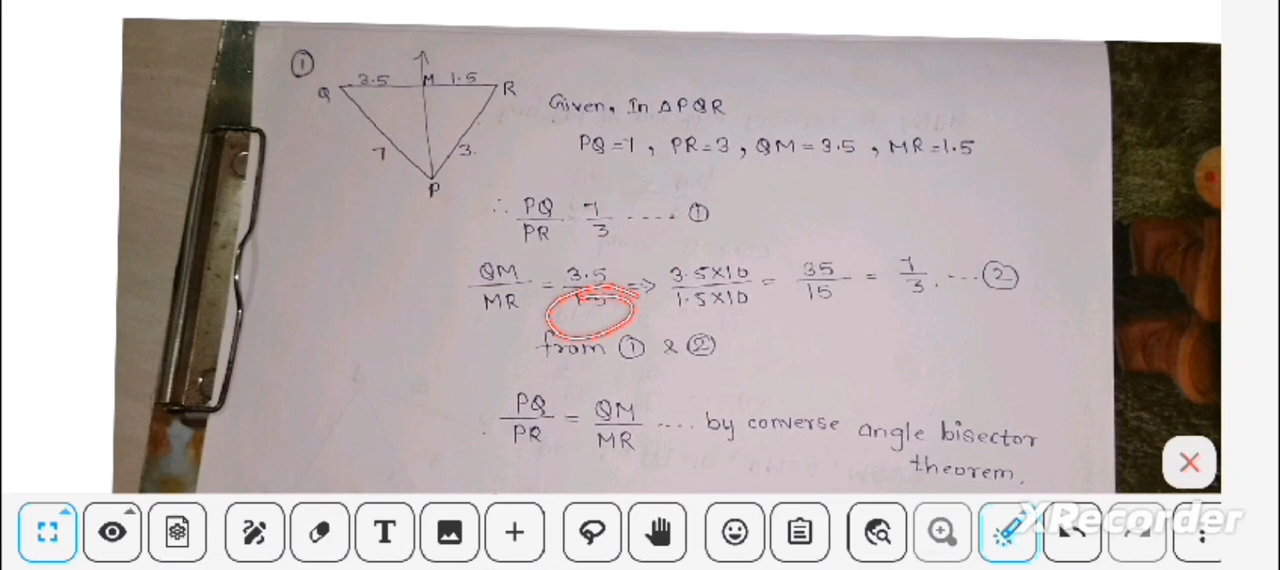 ①
3.5 M 1.5
Q R
7 3.
P
Given, In △PQR
PQ = 7, PR = 3, QM = 3.5, MR = 1.5
∴ PQ/PR = 7/3 ..... ①
QM/MR = 3.5/1.5 => 3.5×10/1.5×10 = 35/15 = 7/3. ...②
from ① & ②
PQ/PR = QM/MR .... by converse angle bisector
theorem.
T
XRecorder